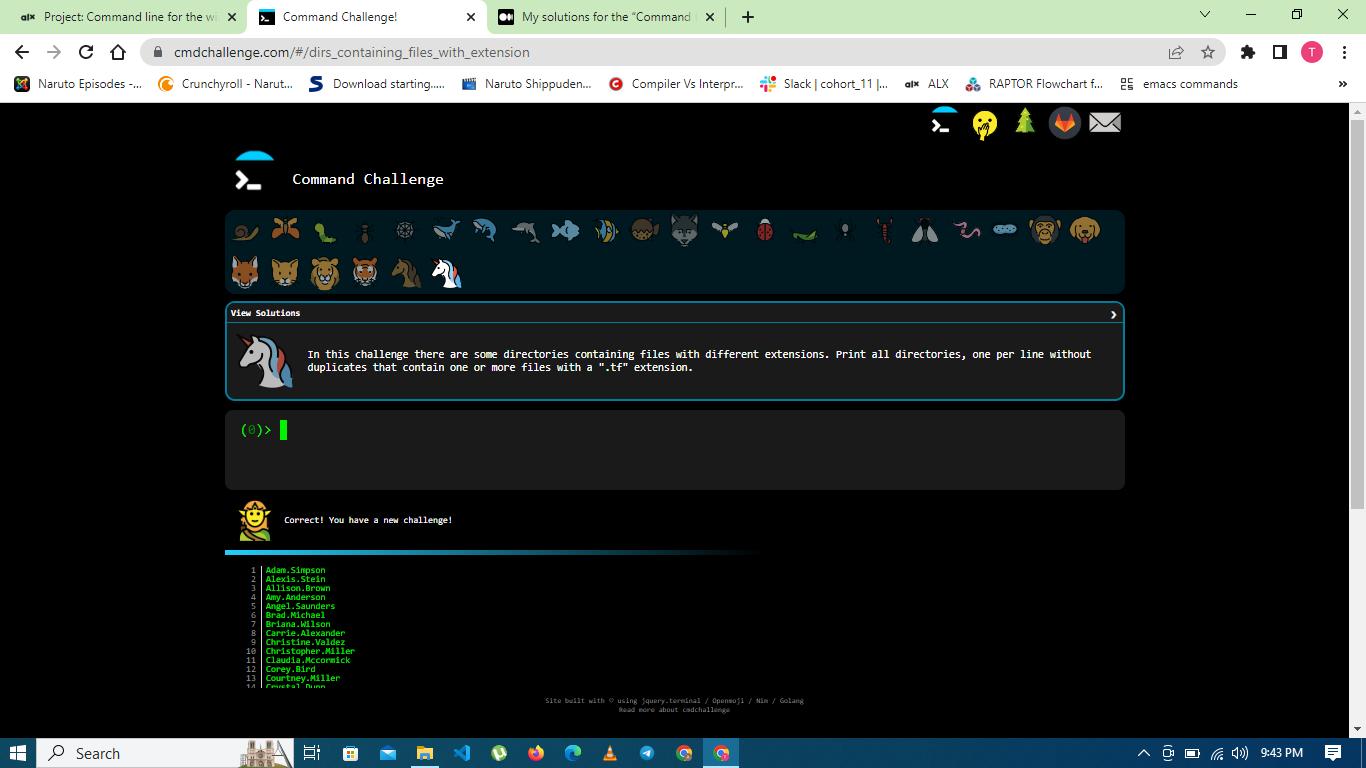 alx Project: Command line for the wi
Command Challenge!
My solutions for the "Command
cmdchallenge.com/#/dirs_containing_files_with_extension
T
Naruto Episodes -...
Crunchyroll - Narut...
Download starting.....
Naruto Shippuden...
Compiler Vs Interpr...
Slack | cohort_11 |...
alx ALX
RAPTOR Flowchart f...
emacs commands
»
Command Challenge
View Solutions
In this challenge there are some directories containing files with different extensions. Print all directories, one per line without
duplicates that contain one or more files with a ".tf" extension.
(0)>
Correct! You have a new challenge!
1 Adam.Simpson
2 Alexis.Stein
3 Allison.Brown
4 Amy.Anderson
5 Angel.Saunders
6 Brad.Michael
7 Briana.Wilson
8 Carrie.Alexander
9 Christine.Valdez
10 Christopher.Miller
11 Claudia.Mccormick
12 Corey.Bird
13 Courtney.Miller
14 Crystal.Dunn
Site built with ♡ using jquery.terminal / Openmoji / Nim / Golang
Read more about cmdchallenge
Search
9:43 PM